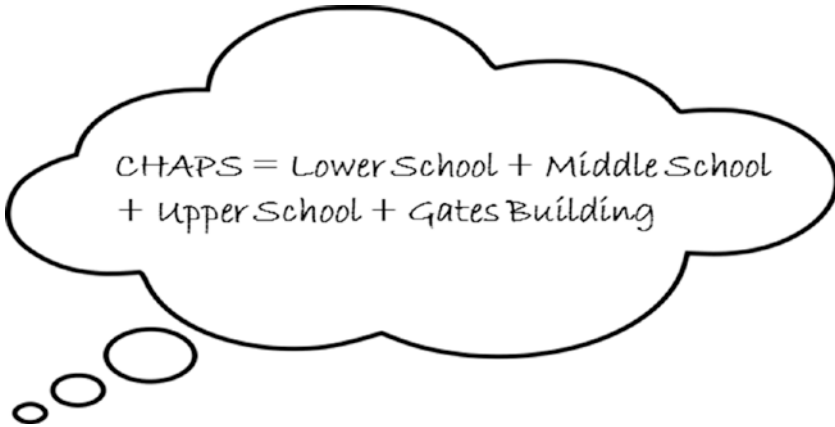 CHAPS = Lower School + Middle School
+ Upper School + Gates Building